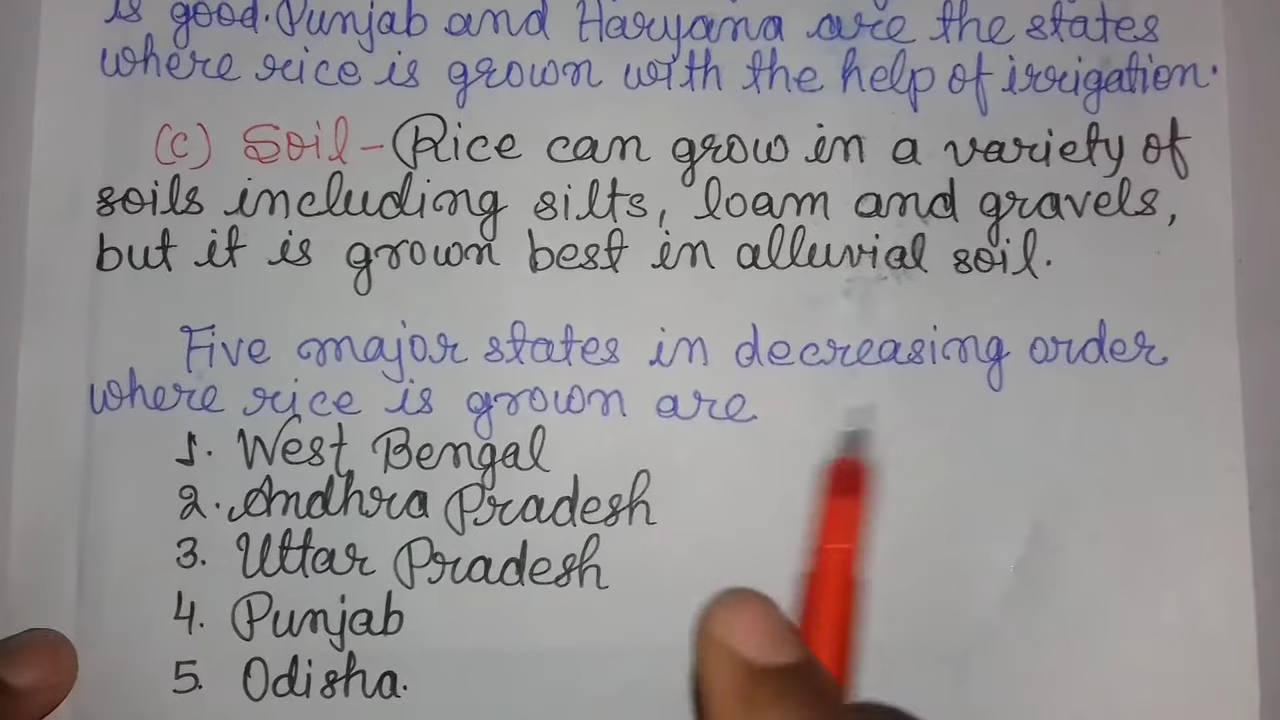 is good. Punjab and Haryana are the states
where rice is grown with the help of irrigation.
(c) Soil - Rice can grow in a variety of
soils including silts, loam and gravels,
but it is grown best in alluvial soil.
Five major states in decreasing order
where rice is grown are
1. West Bengal
2. Andhra Pradesh
3. Uttar Pradesh
4. Punjab
5. Odisha.